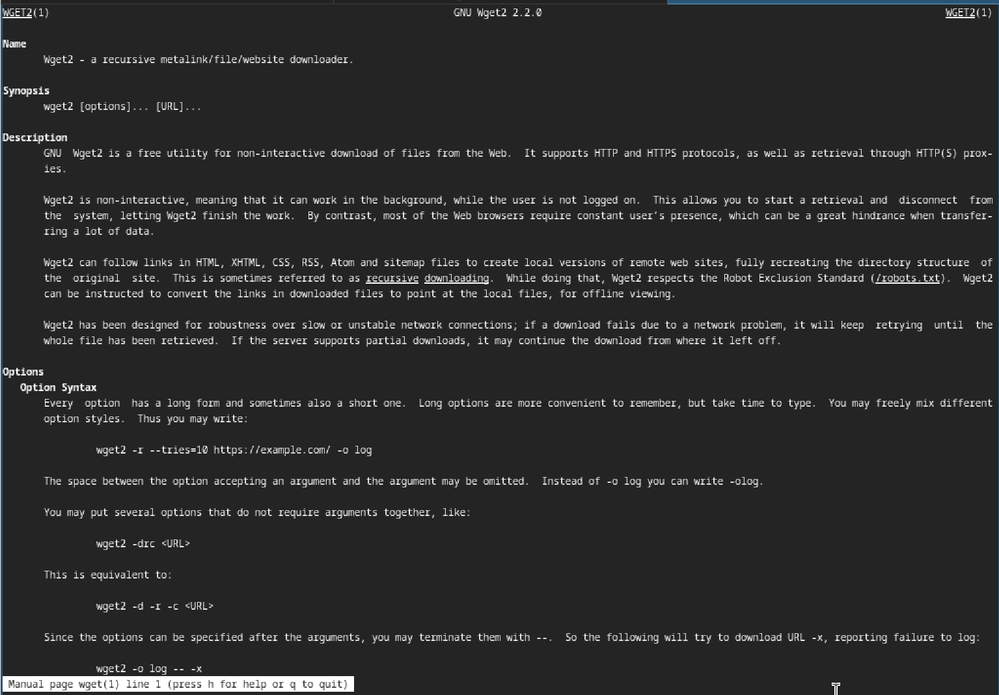 WGET2(1) GNU Wget2 2.2.0 WGET2(1)
Name
Wget2 - a recursive metalink/file/website downloader.
Synopsis
wget2 [options]... [URL]...
Description
GNU  Wget2 is a free utility for non-interactive download of files from the Web.  It supports HTTP and HTTPS protocols, as well as retrieval through HTTP(S) prox-
ies.
Wget2 is non-interactive, meaning that it can work in the background, while the user is not logged on.  This allows you to start a retrieval and  disconnect  from
the  system, letting Wget2 finish the work.  By contrast, most of the Web browsers require constant user's presence, which can be a great hindrance when transfer-
ring a lot of data.
Wget2 can follow links in HTML, XHTML, CSS, RSS, Atom and sitemap files to create local versions of remote web sites, fully recreating the directory structure  of
the  original  site.  This is sometimes referred to as recursive downloading.  While doing that, Wget2 respects the Robot Exclusion Standard (/robots.txt).  Wget2
can be instructed to convert the links in downloaded files to point at the local files, for offline viewing.
Wget2 has been designed for robustness over slow or unstable network connections; if a download fails due to a network problem, it will keep  retrying  until  the
whole file has been retrieved.  If the server supports partial downloads, it may continue the download from where it left off.
Options
Option Syntax
Every  option  has a long form and sometimes also a short one.  Long options are more convenient to remember, but take time to type.  You may freely mix different
option styles.  Thus you may write:
wget2 -r --tries=10 https://example.com/ -o log
The space between the option accepting an argument and the argument may be omitted.  Instead of -o log you can write -olog.
You may put several options that do not require arguments together, like:
wget2 -drc <URL>
This is equivalent to:
wget2 -d -r -c <URL>
Since the options can be specified after the arguments, you may terminate them with --.  So the following will try to download URL -x, reporting failure to log:
wget2 -o log -- -x
Manual page wget(1) line 1 (press h for help or q to quit)